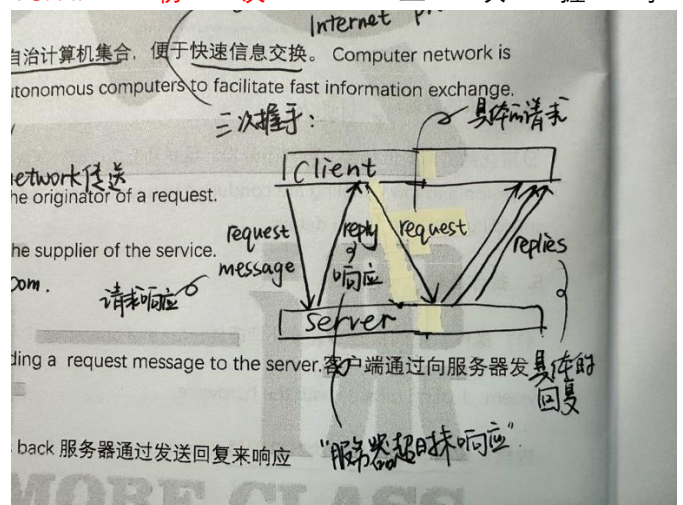 Internet
自治计算机集合，便于快速信息交换。Computer network is
utonomous computers to facilitate fast information exchange.
三次握手：
具体的请求
Client
network传送
he originator of a request.
request
message
reply
响应
request
replies
he supplier of the service.
oom.
请求响应
Server
ding a request message to the server.客户端通过向服务器发
具体的
回复
s back 服务器通过发送回复来响应
"服务器超时未响应"
MORE CLASS